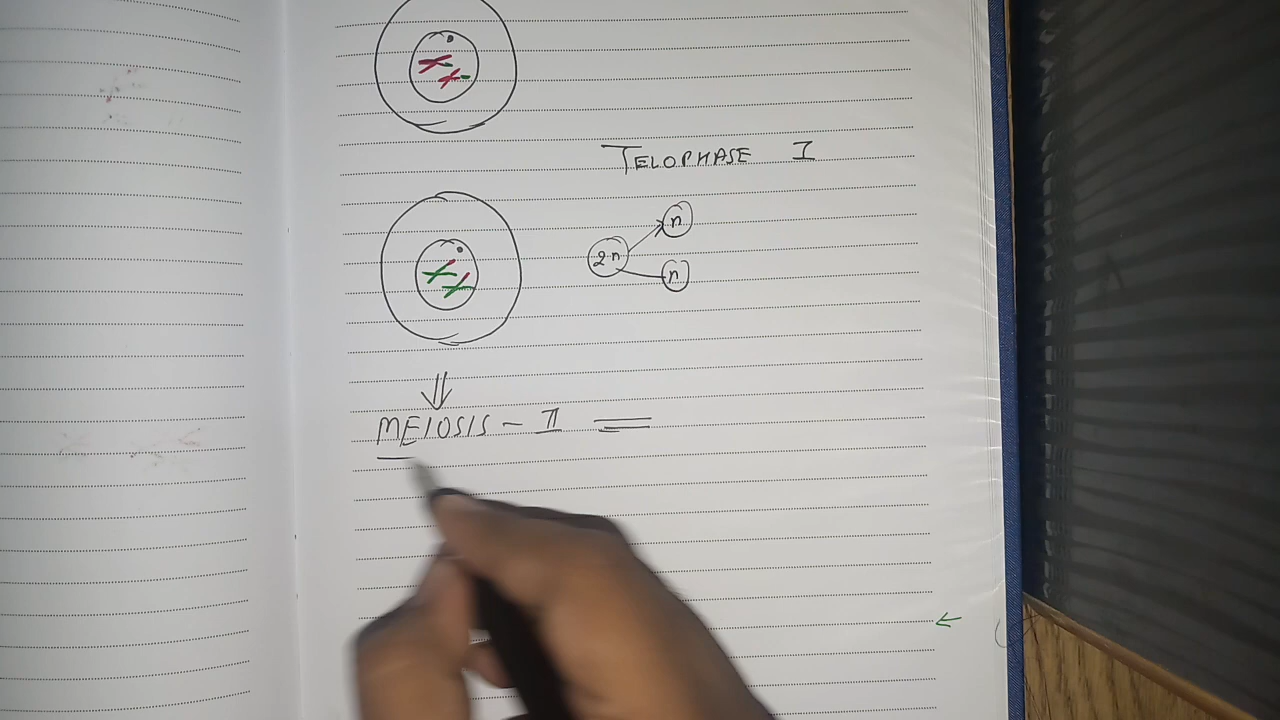 TELOPHASE I
n
2n
n
MEIOSIS - II =